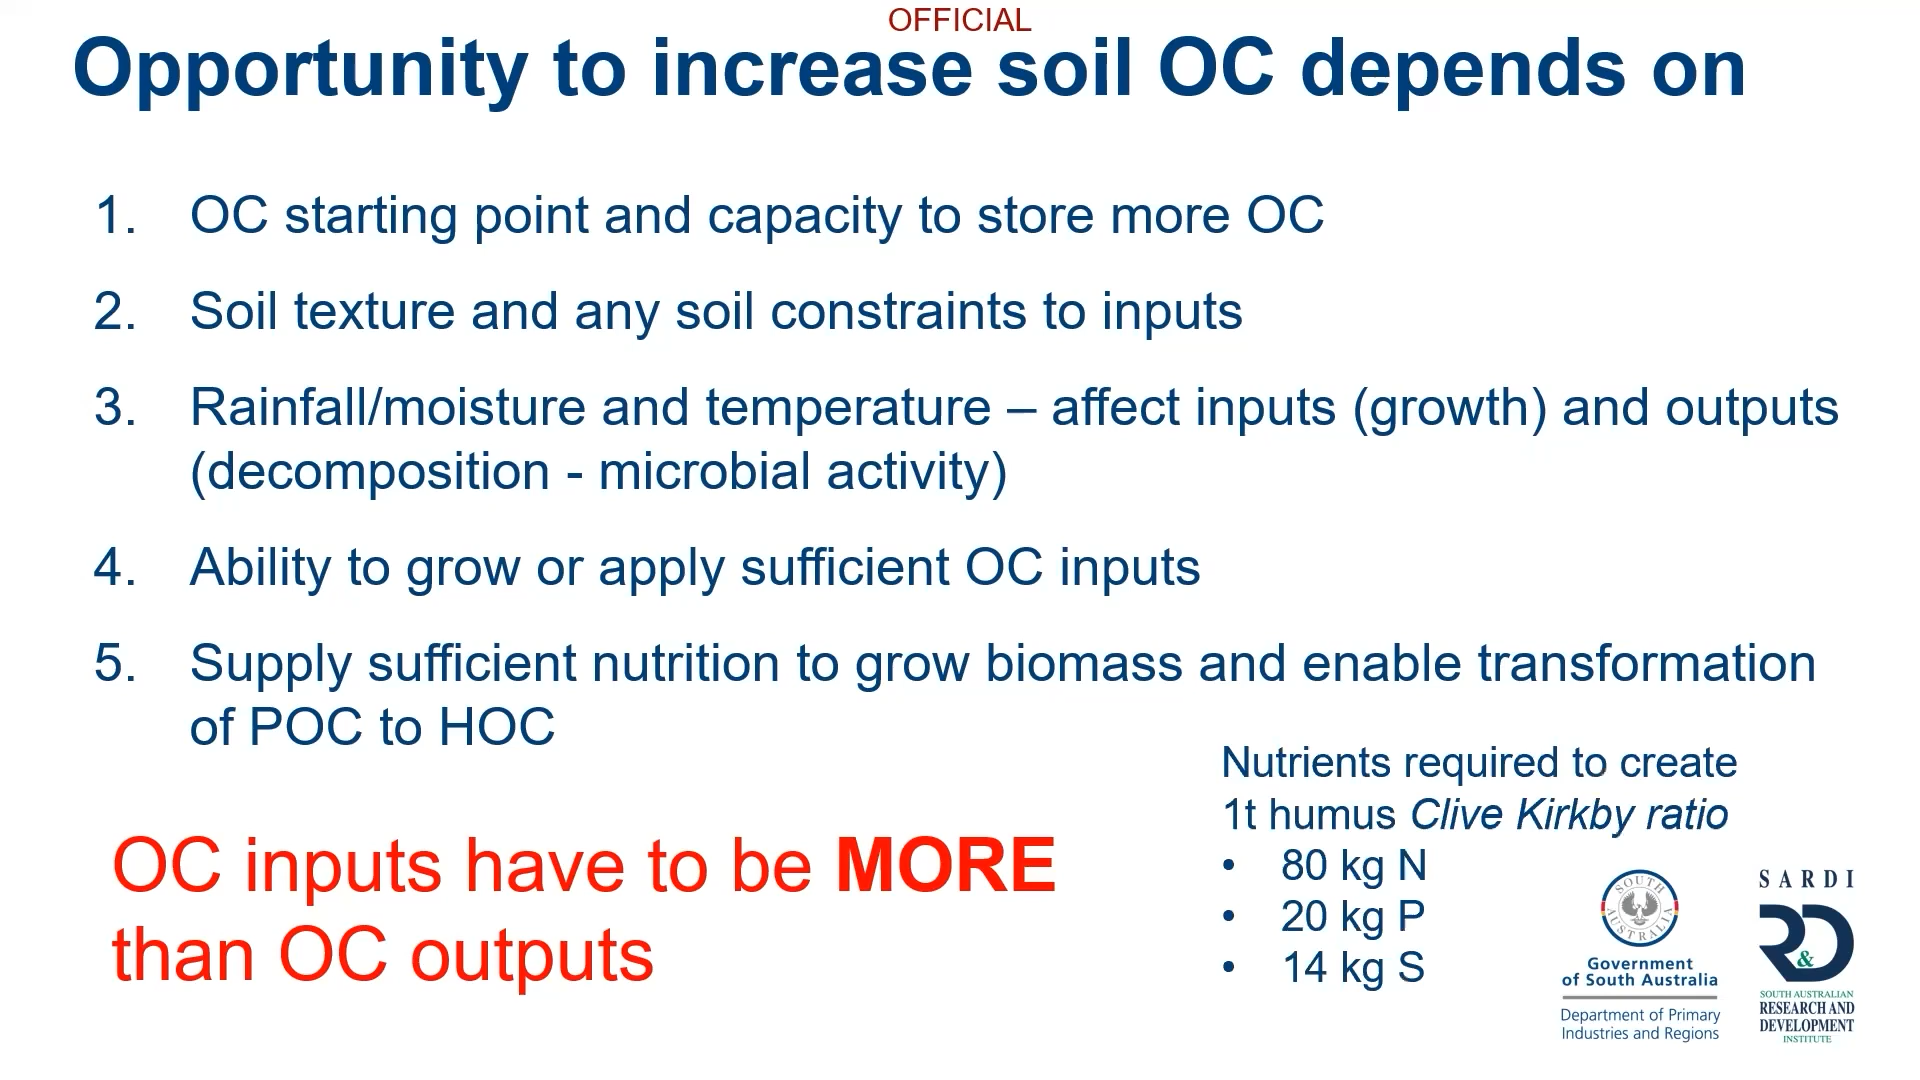 OFFICIAL
Opportunity to increase soil OC depends on
1. OC starting point and capacity to store more OC
2. Soil texture and any soil constraints to inputs
3. Rainfall/moisture and temperature – affect inputs (growth) and outputs
(decomposition - microbial activity)
4. Ability to grow or apply sufficient OC inputs
5. Supply sufficient nutrition to grow biomass and enable transformation
of POC to HOC
OC inputs have to be MORE
than OC outputs
Nutrients required to create
1t humus Clive Kirkby ratio
• 80 kg N
• 20 kg P
• 14 kg S
SOUTH AUSTRALIA
Government
of South Australia
Department of Primary
Industries and Regions
SARDI
R&D
SOUTH AUSTRALIAN
RESEARCH AND
DEVELOPMENT
INSTITUTE